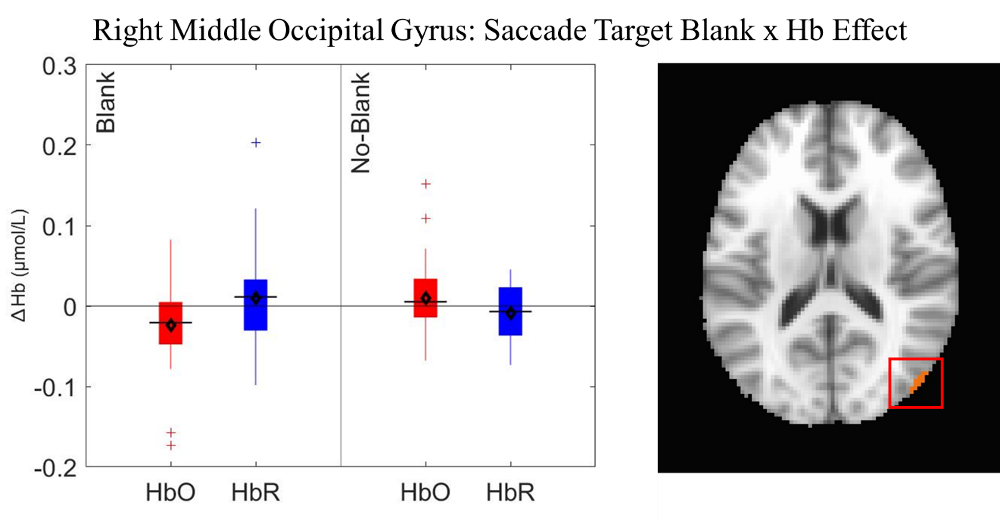 Right Middle Occipital Gyrus: Saccade Target Blank x Hb Effect
0.3
0.2
0.1
0
-0.1
-0.2
ΔHb (μmol/L)
Blank
No-Blank
HbO
HbR
HbO
HbR